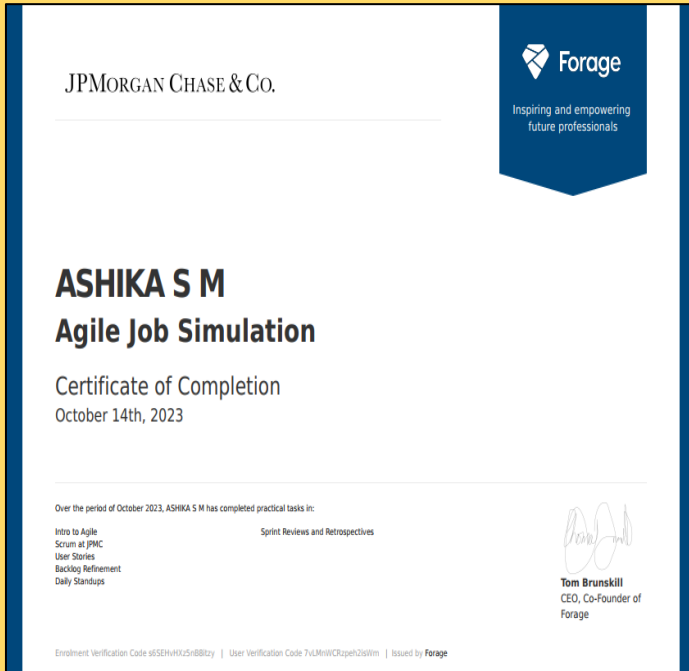 JPMORGAN CHASE & CO.
Forage
Inspiring and empowering
future professionals
ASHIKA S M
Agile Job Simulation
Certificate of Completion
October 14th, 2023
Over the period of October 2023, ASHIKA S M has completed practical tasks in:
Intro to Agile
Scrum at JPMC
User Stories
Backlog Refinement
Daily Standups
Sprint Reviews and Retrospectives
Tom Brunskill
CEO, Co-Founder of
Forage
Enrolment Verification Code | User Verification Code | Issued by Forage